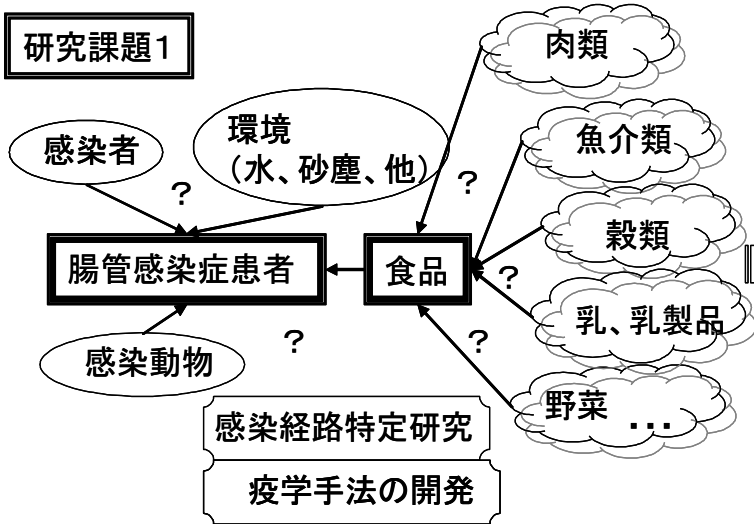 研究課題1
肉類
感染者
環境
(水、砂塵、他)
魚介類
?
?
穀類
腸管感染症患者
食品
?
乳、乳製品
感染動物
?
?
野菜 ...
感染経路特定研究
疫学手法の開発